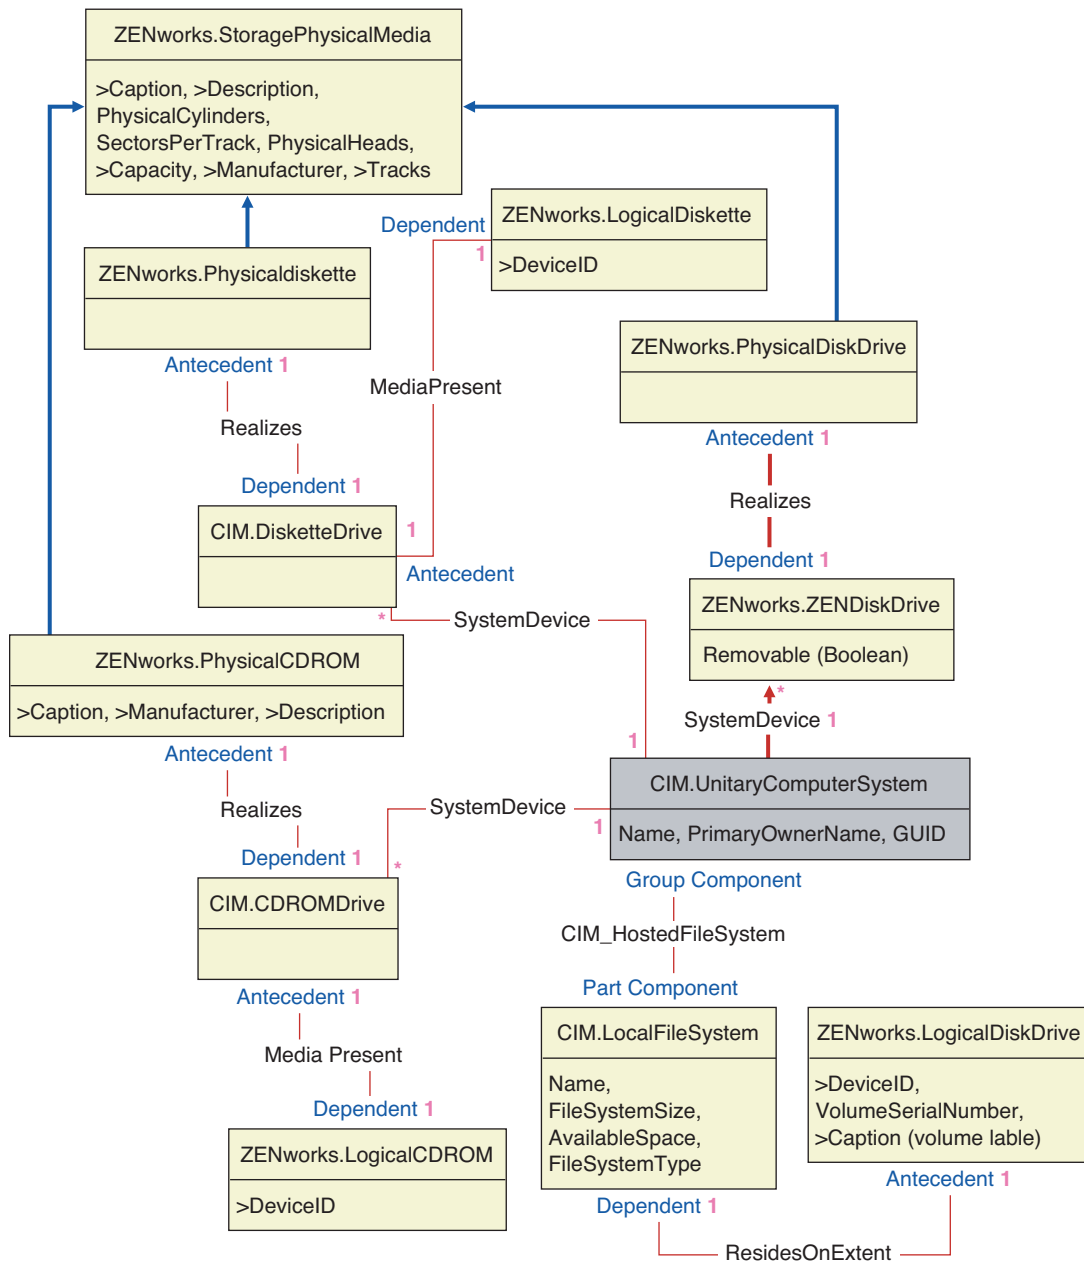 ZENworks.StoragePhysicalMedia
>Caption, >Description,
PhysicalCylinders,
SectorsPerTrack, PhysicalHeads,
>Capacity, >Manufacturer, >Tracks
Dependent
1
ZENworks.LogicalDiskette
>DeviceID
ZENworks.Physicaldiskette
Antecedent 1
Realizes
Dependent 1
MediaPresent
ZENworks.PhysicalDiskDrive
Antecedent 1
Realizes
Dependent 1
CIM.DisketteDrive
1
Antecedent
*
SystemDevice
1
ZENworks.ZENDiskDrive
Removable (Boolean)
*
SystemDevice 1
ZENworks.PhysicalCDROM
>Caption, >Manufacturer, >Description
Antecedent 1
Realizes
Dependent 1
SystemDevice
1
*
CIM.UnitaryComputerSystem
Name, PrimaryOwnerName, GUID
Group Component
CIM_HostedFileSystem
Part Component
CIM.CDROMDrive
Antecedent 1
Media Present
Dependent 1
ZENworks.LogicalCDROM
>DeviceID
CIM.LocalFileSystem
Name,
FileSystemSize,
AvailableSpace,
FileSystemType
Dependent 1
ZENworks.LogicalDiskDrive
>DeviceID,
VolumeSerialNumber,
>Caption (volume lable)
Antecedent 1
ResidesOnExtent